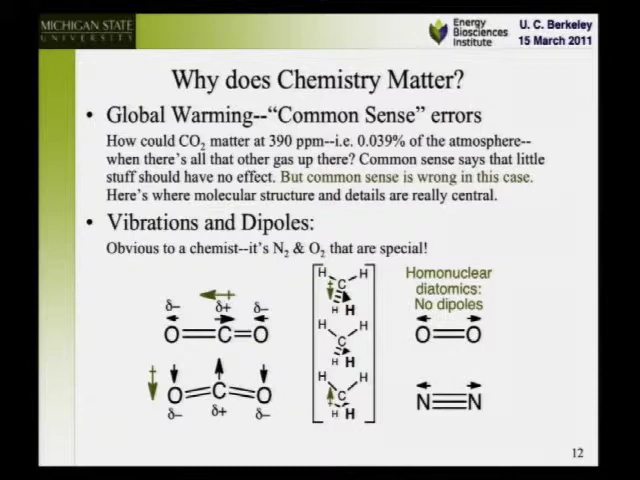 MICHIGAN STATE
UNIVERSITY
Energy
Biosciences
Institute
U. C. Berkeley
15 March 2011
Why does Chemistry Matter?
• Global Warming--“Common Sense” errors
How could CO₂ matter at 390 ppm--i.e. 0.039% of the atmosphere--
when there’s all that other gas up there? Common sense says that little
stuff should have no effect. But common sense is wrong in this case.
Here’s where molecular structure and details are really central.
• Vibrations and Dipoles:
Obvious to a chemist--it’s N₂ & O₂ that are special!
δ– δ+ δ–
O C O
O C O
δ– δ+ δ–
H H
C
H H
H H
C
H H
H H
C
H H
Homonuclear
diatomics:
No dipoles
O O
N N
12